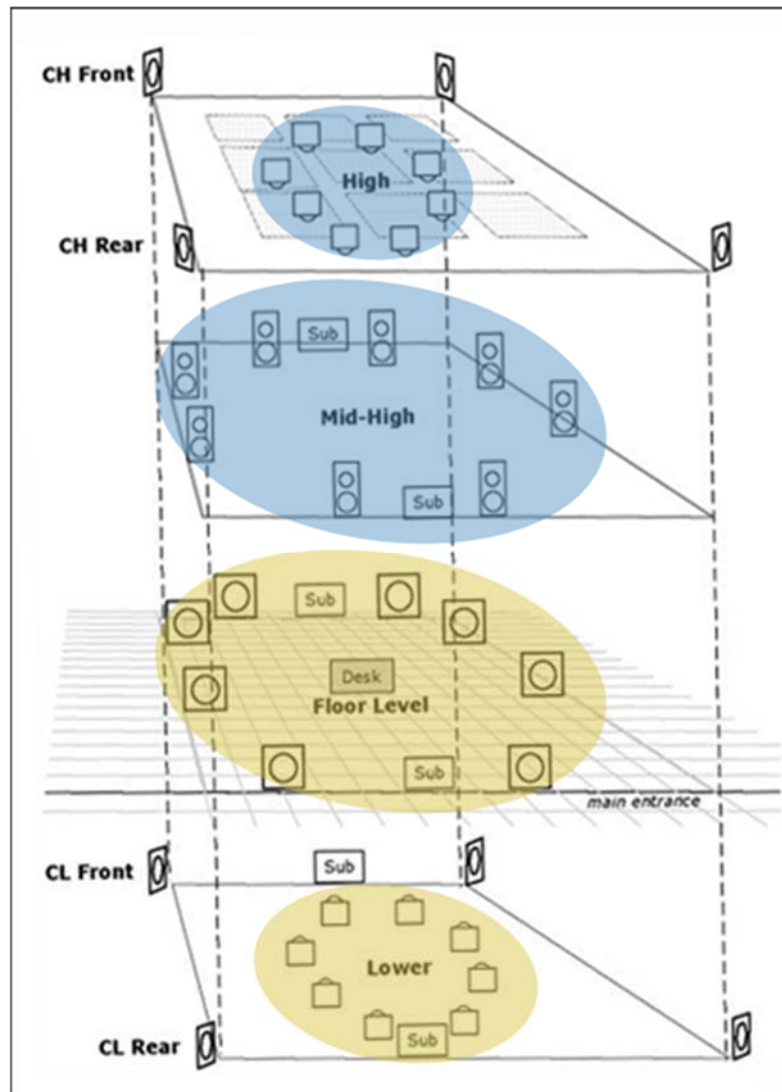 CH Front
High
CH Rear
Sub
Mid-High
Sub
Sub
Desk
Floor Level
Sub
main entrance
Sub
CL Front
Lower
Sub
CL Rear